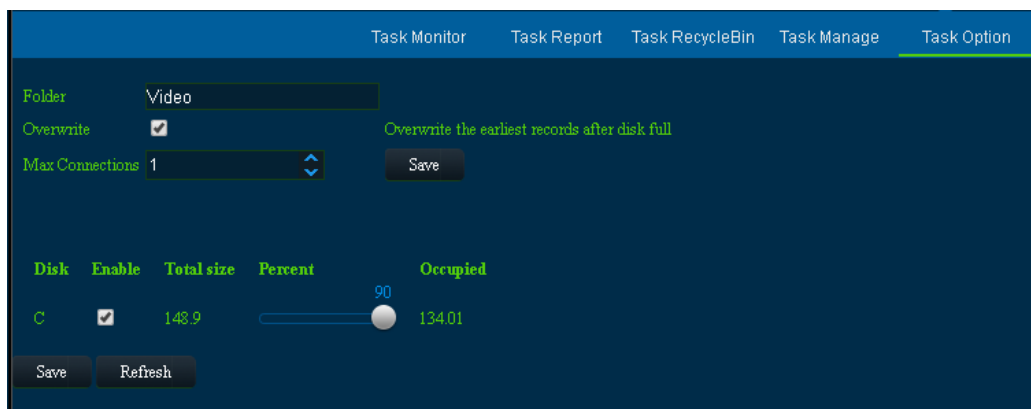 Task Monitor Task Report Task RecycleBin Task Manage Task Option
Folder Video
Overwrite Overwrite the earliest records after disk full
Max Connections 1 Save
Disk Enable Total size Percent Occupied
90
C 148.9 134.01
Save Refresh